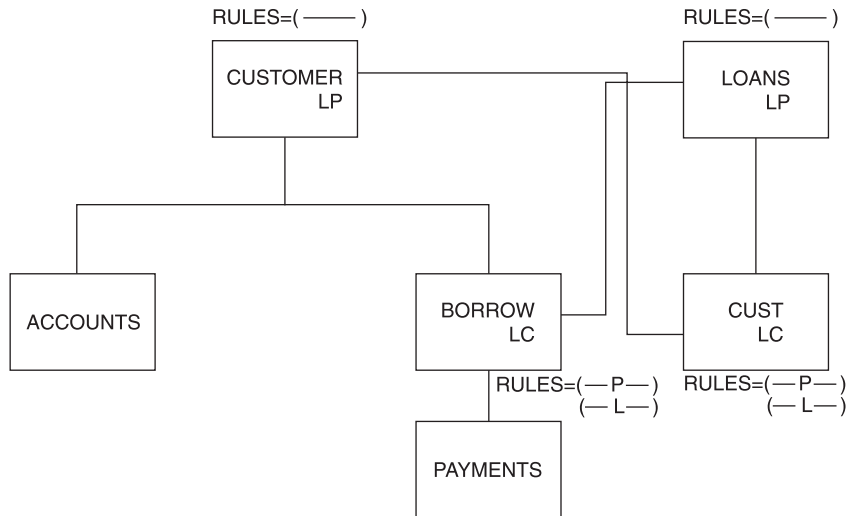 RULES=( —— )
RULES=( —— )
CUSTOMER
LP
LOANS
LP
ACCOUNTS
BORROW
LC
CUST
LC
RULES=( — P — )
( — L — )
RULES=( — P — )
( — L — )
PAYMENTS